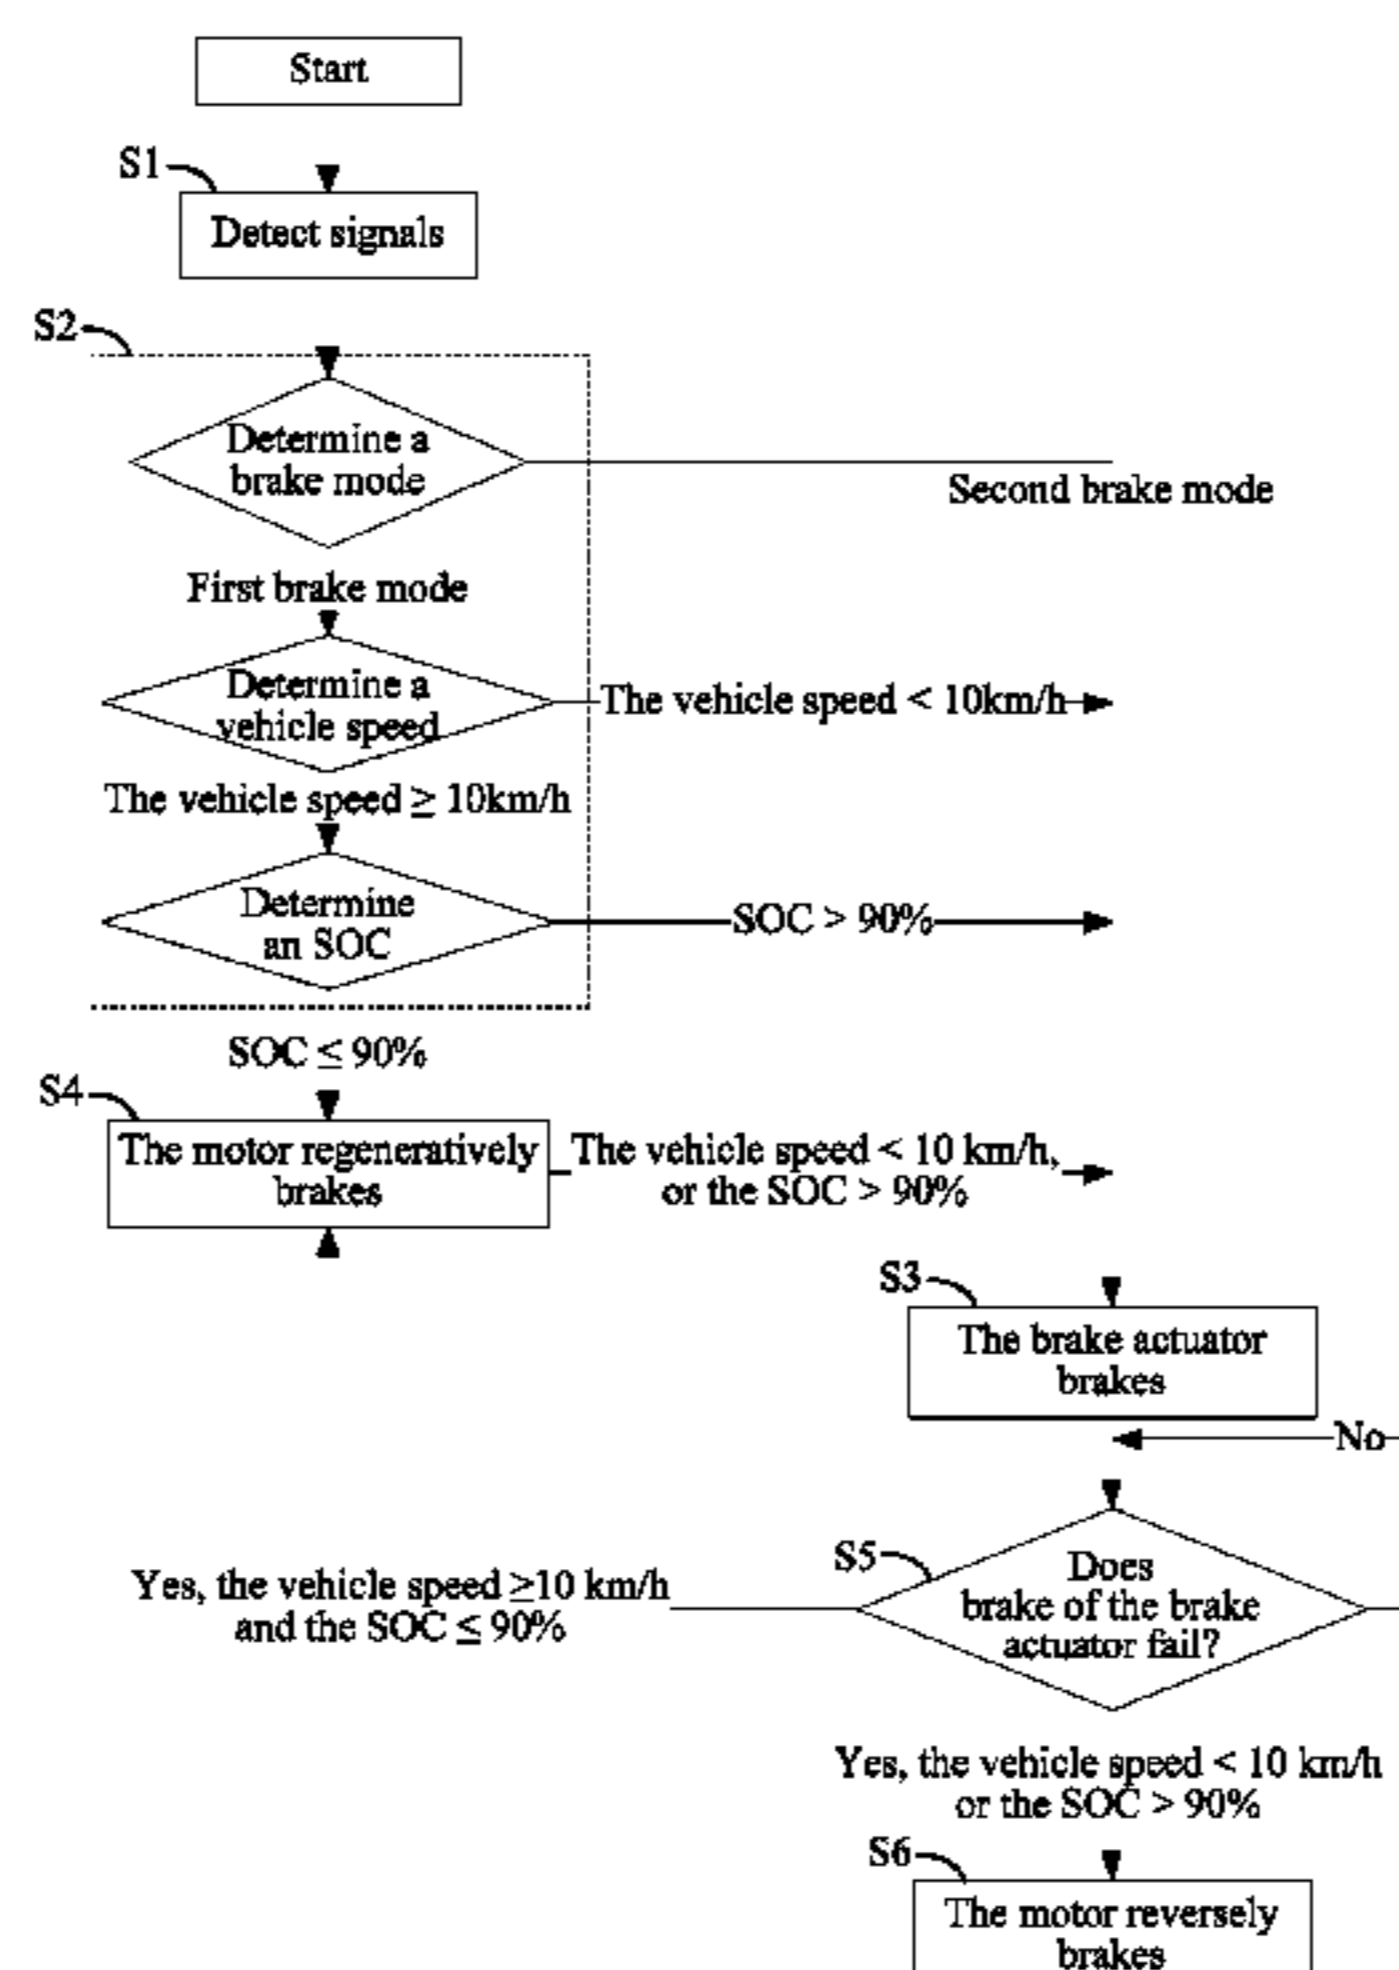 Start
S1
Detect signals
S2
Determine a
brake mode
Second brake mode
First brake mode
Determine a
vehicle speed
The vehicle speed < 10km/h
The vehicle speed ≥ 10km/h
Determine
an SOC
SOC > 90%
SOC ≤ 90%
S4
The motor regeneratively
brakes
The vehicle speed < 10 km/h,
or the SOC > 90%
S3
The brake actuator
brakes
No
S5
Does
brake of the brake
actuator fail?
Yes, the vehicle speed ≥10 km/h
and the SOC ≤ 90%
Yes, the vehicle speed < 10 km/h
or the SOC > 90%
S6
The motor reversely
brakes